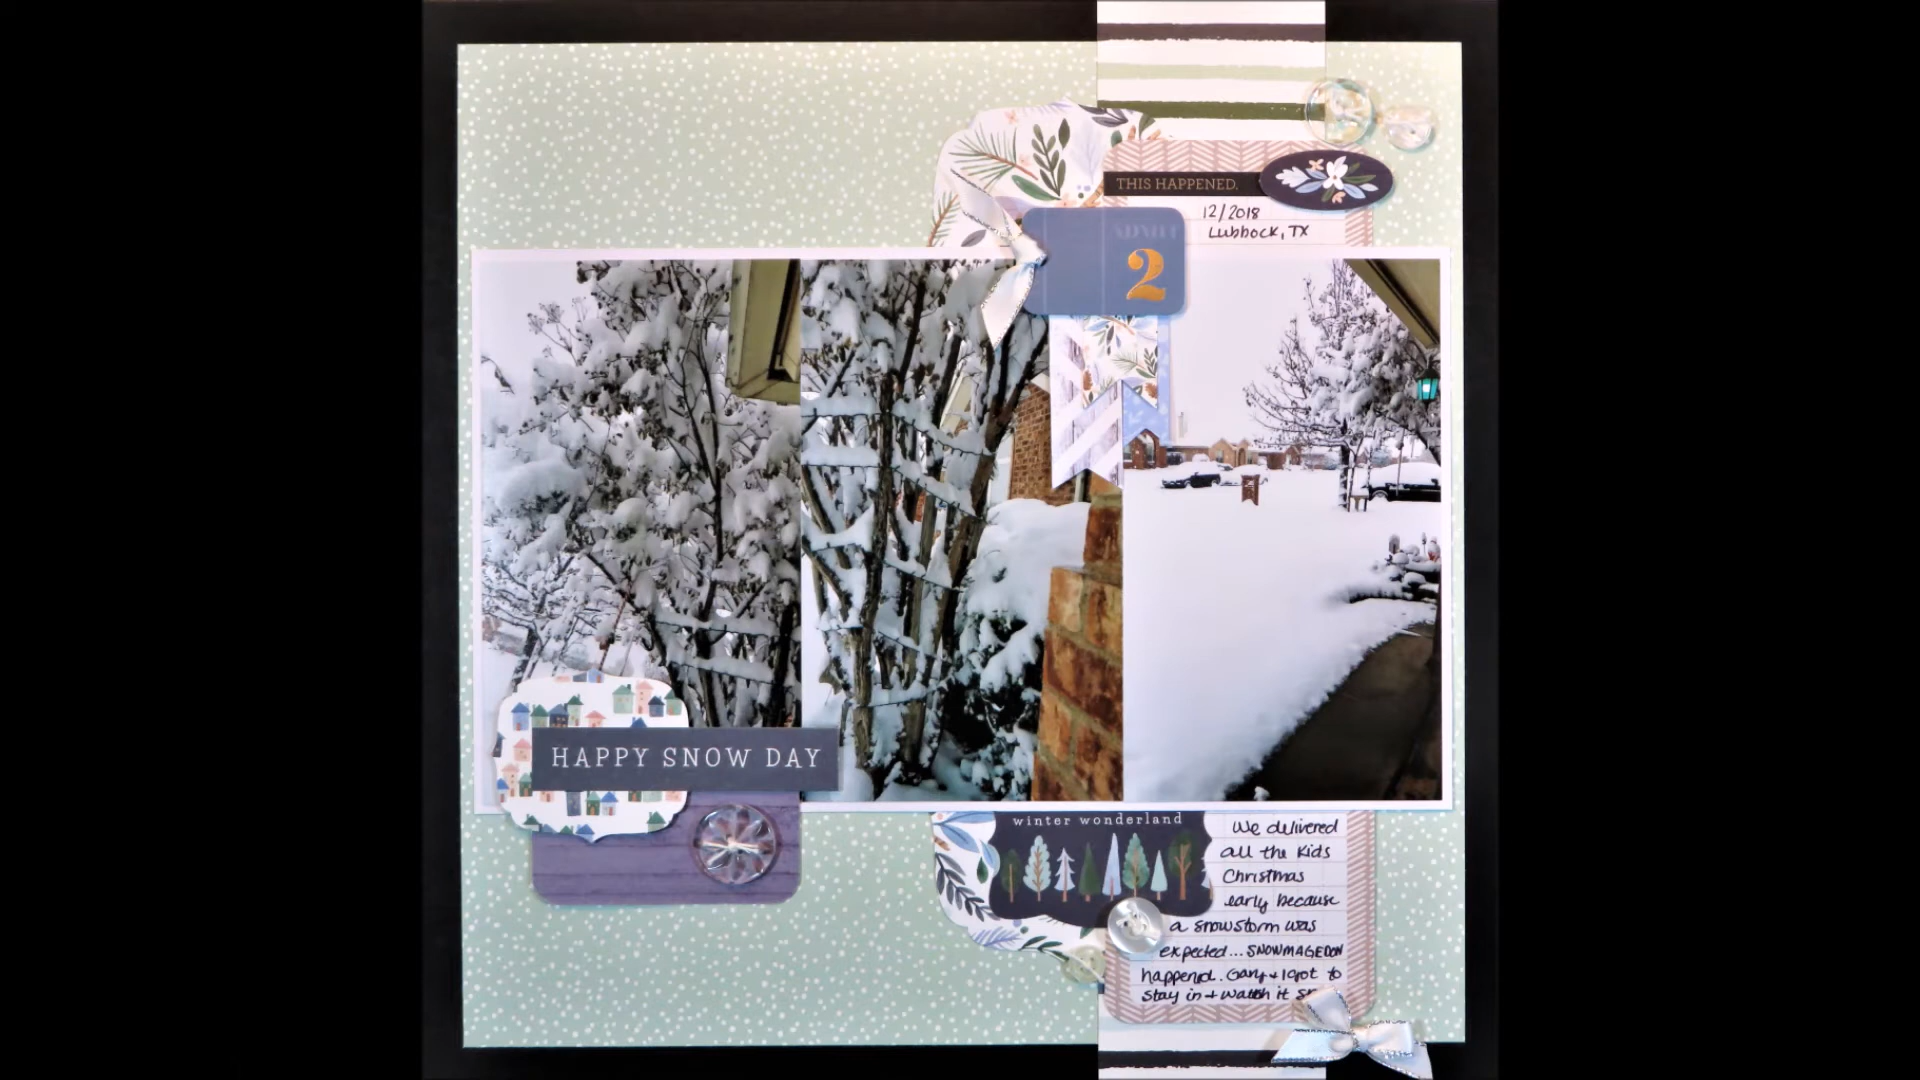 THIS HAPPENED.
12/2018
Lubbock, TX
ADMIT
2
HAPPY SNOW DAY
winter wonderland
We delivered
all the kids
Christmas
early because
a snowstorm was
expected... SNOWMAGEDON
happened. Gary + I got to
stay in + watch it